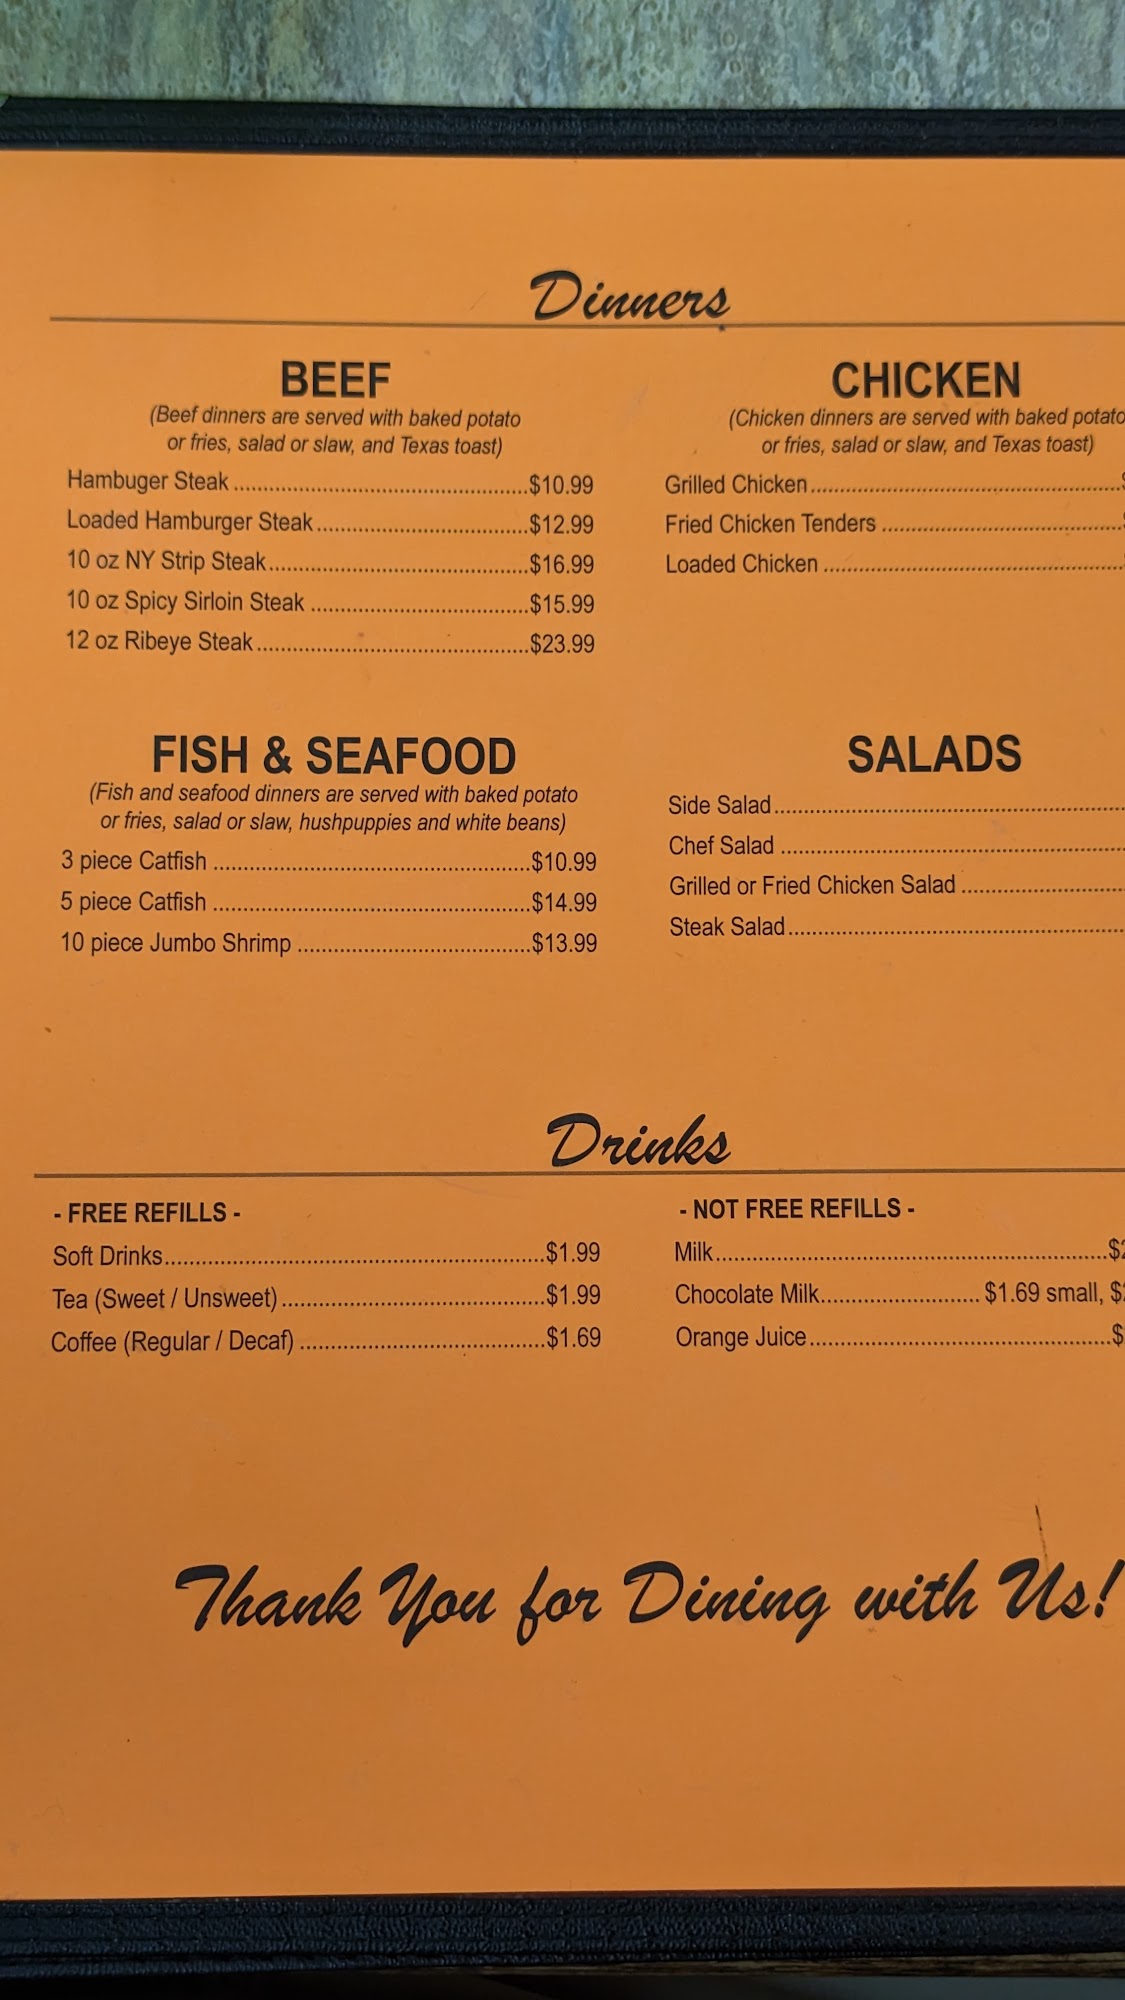 Dinners
BEEF
(Beef dinners are served with baked potato
or fries, salad or slaw, and Texas toast)
Hambuger Steak ........ $10.99
Loaded Hamburger Steak ........ $12.99
10 oz NY Strip Steak ........ $16.99
10 oz Spicy Sirloin Steak ........ $15.99
12 oz Ribeye Steak ........ $23.99
CHICKEN
(Chicken dinners are served with baked potato
or fries, salad or slaw, and Texas toast)
Grilled Chicken ........
Fried Chicken Tenders ........
Loaded Chicken ........
FISH & SEAFOOD
(Fish and seafood dinners are served with baked potato
or fries, salad or slaw, hushpuppies and white beans)
3 piece Catfish ........ $10.99
5 piece Catfish ........ $14.99
10 piece Jumbo Shrimp ........ $13.99
SALADS
Side Salad ........
Chef Salad ........
Grilled or Fried Chicken Salad ........
Steak Salad ........
Drinks
- FREE REFILLS -
Soft Drinks ........ $1.99
Tea (Sweet / Unsweet) ........ $1.99
Coffee (Regular / Decaf) ........ $1.69
- NOT FREE REFILLS -
Milk ........ $
Chocolate Milk ........ $1.69 small, $
Orange Juice ........ $
Thank You for Dining with Us!